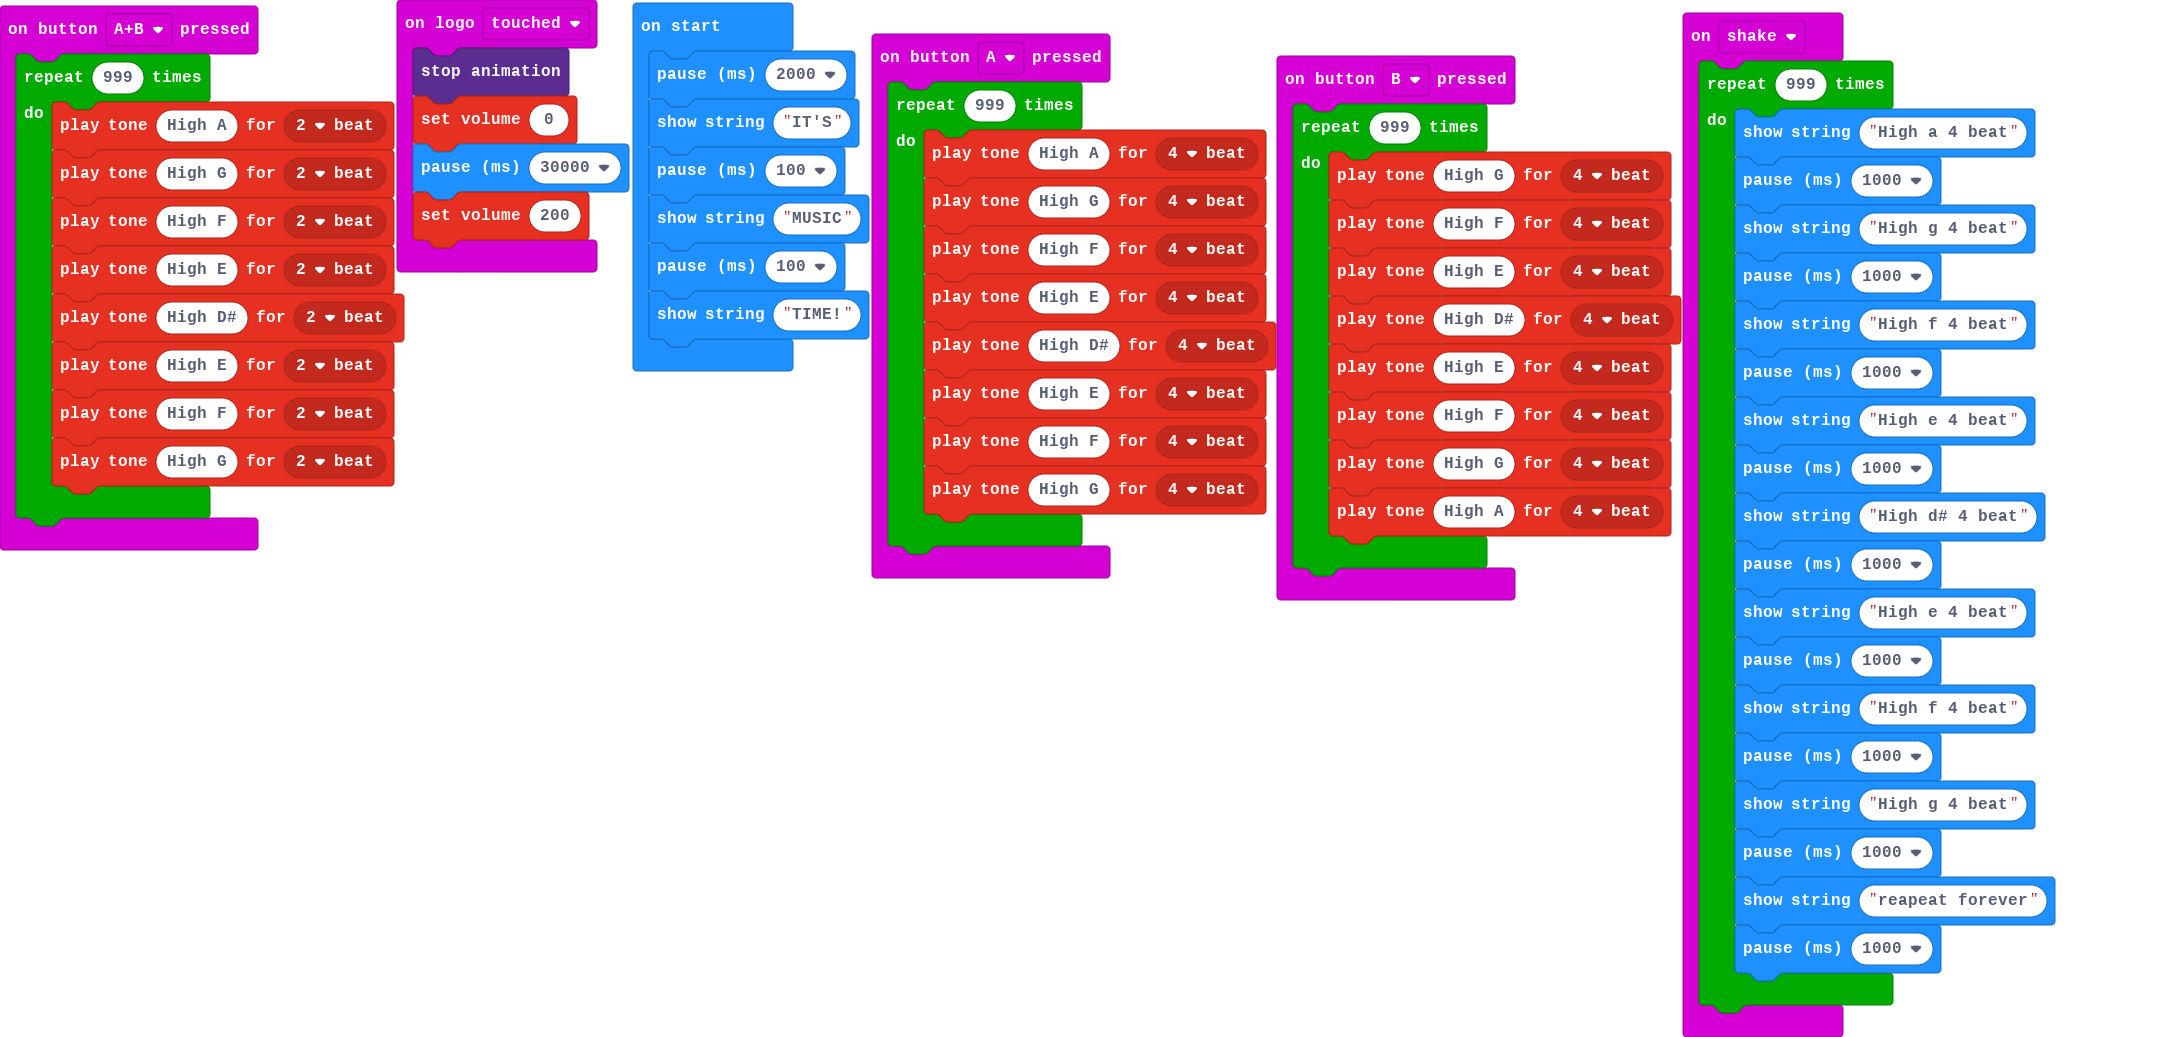 on button A+B pressed
repeat 999 times
do
play tone High A for 2 beat
play tone High G for 2 beat
play tone High F for 2 beat
play tone High E for 2 beat
play tone High D# for 2 beat
play tone High E for 2 beat
play tone High F for 2 beat
play tone High G for 2 beat
on logo touched
stop animation
set volume 0
pause (ms) 30000
set volume 200
on start
pause (ms) 2000
show string "IT'S"
pause (ms) 100
show string "MUSIC"
pause (ms) 100
show string "TIME!"
on button A pressed
repeat 999 times
do
play tone High A for 4 beat
play tone High G for 4 beat
play tone High F for 4 beat
play tone High E for 4 beat
play tone High D# for 4 beat
play tone High E for 4 beat
play tone High F for 4 beat
play tone High G for 4 beat
on button B pressed
repeat 999 times
do
play tone High G for 4 beat
play tone High F for 4 beat
play tone High E for 4 beat
play tone High D# for 4 beat
play tone High E for 4 beat
play tone High F for 4 beat
play tone High G for 4 beat
play tone High A for 4 beat
on shake
repeat 999 times
do
show string "High a 4 beat"
pause (ms) 1000
show string "High g 4 beat"
pause (ms) 1000
show string "High f 4 beat"
pause (ms) 1000
show string "High e 4 beat"
pause (ms) 1000
show string "High d# 4 beat"
pause (ms) 1000
show string "High e 4 beat"
pause (ms) 1000
show string "High f 4 beat"
pause (ms) 1000
show string "High g 4 beat"
pause (ms) 1000
show string "reapeat forever"
pause (ms) 1000